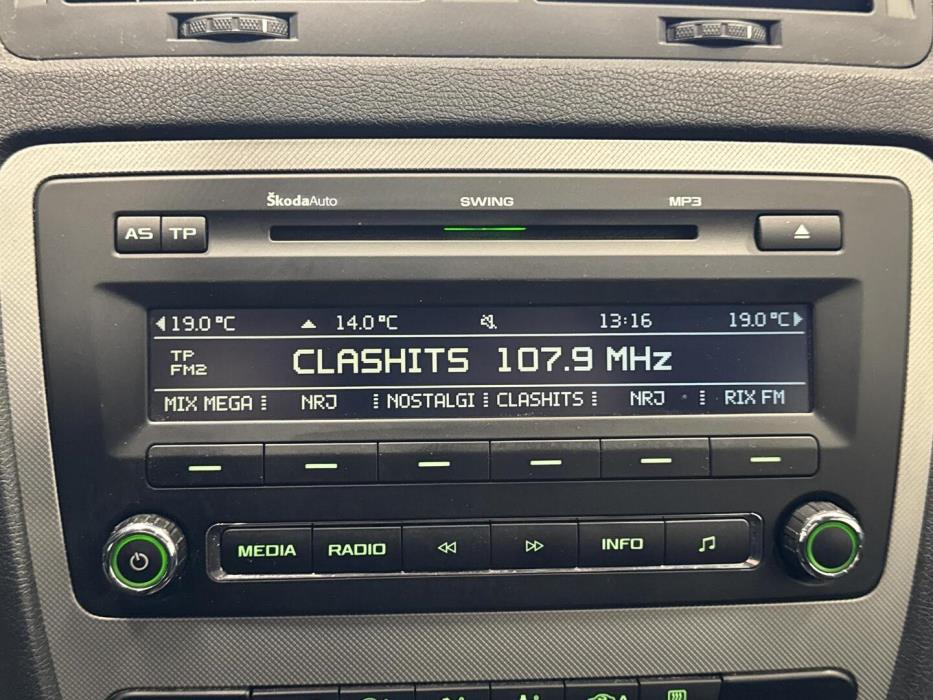 ŠkodaAuto SWING MP3
AS TP
19.0°C 14.0°C 13:16 19.0°C
TP
FM2
CLASHITS 107.9 MHz
MIX MEGA NRJ NOSTALGI CLASHITS NRJ RIX FM
MEDIA RADIO INFO